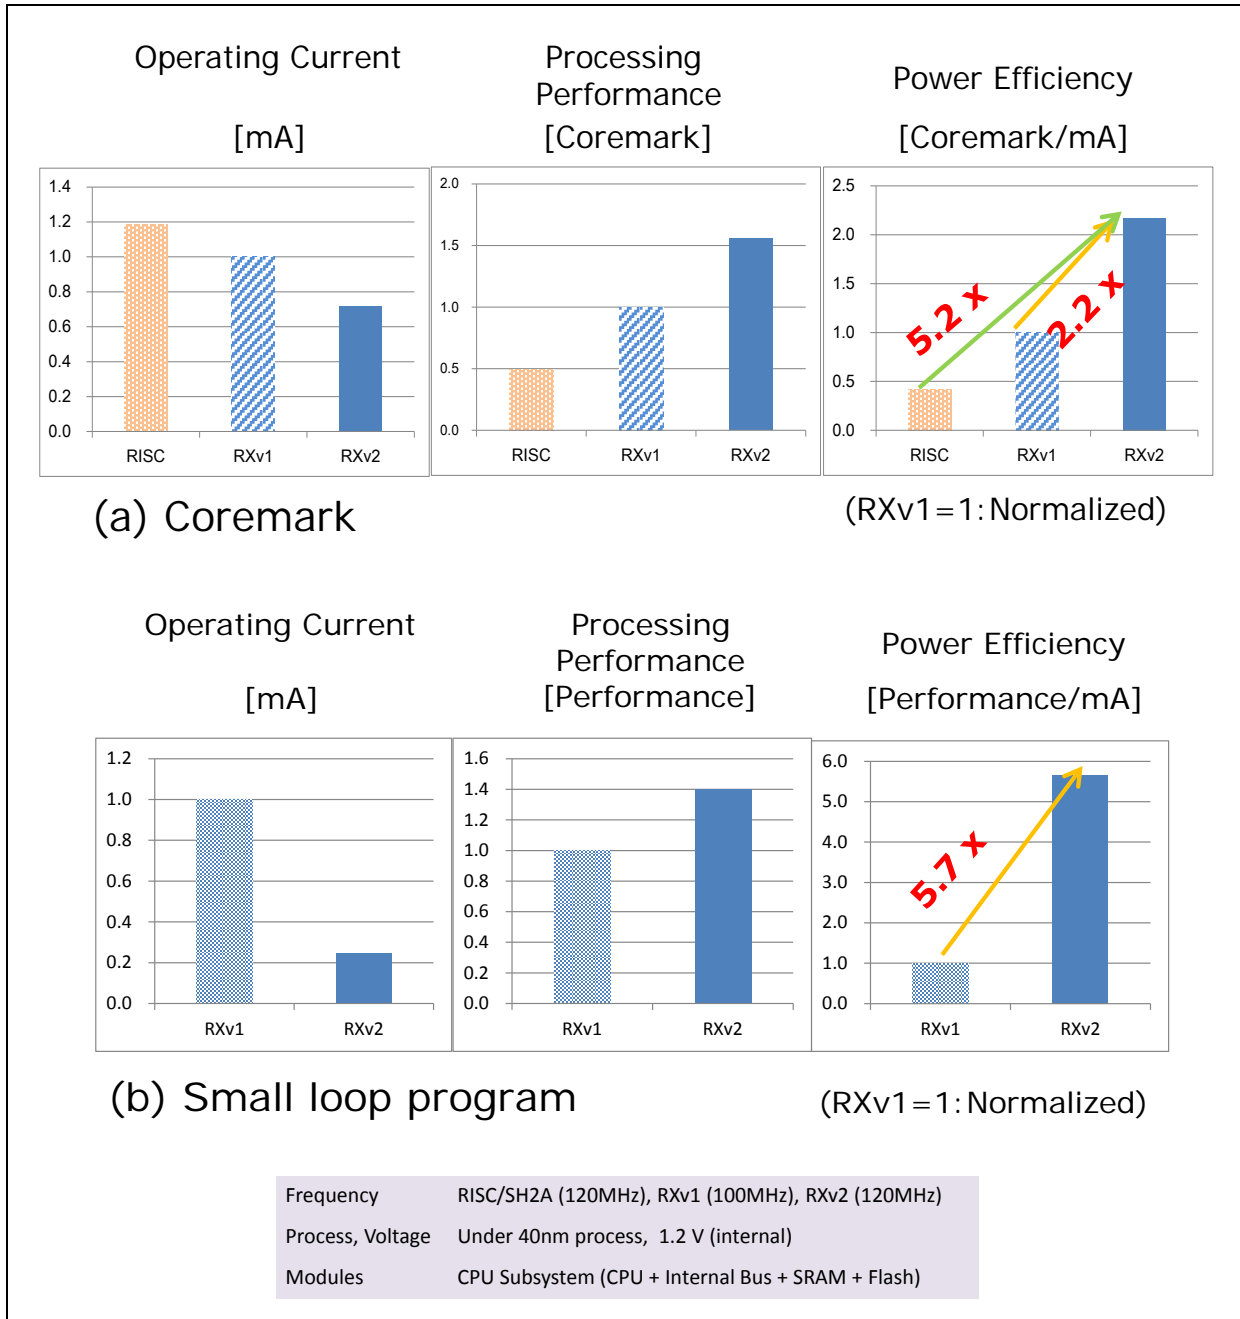 Operating Current
[mA]
Processing
Performance
[Coremark]
Power Efficiency
[Coremark/mA]
1.4
1.2
1.0
0.8
0.6
0.4
0.2
0.0
RISC RXv1 RXv2
2.0
1.5
1.0
0.5
0.0
RISC RXv1 RXv2
2.5
2.0
1.5
1.0
0.5
0.0
5.2 x
2.2 x
RISC RXv1 RXv2
(a) Coremark
(RXv1=1:Normalized)
Operating Current
[mA]
Processing
Performance
[Performance]
Power Efficiency
[Performance/mA]
1.2
1.0
0.8
0.6
0.4
0.2
0.0
RXv1 RXv2
1.6
1.4
1.2
1.0
0.8
0.6
0.4
0.2
0.0
RXv1 RXv2
6.0
5.0
4.0
3.0
2.0
1.0
0.0
5.7 x
RXv1 RXv2
(b) Small loop program
(RXv1=1:Normalized)
Frequency RISC/SH2A (120MHz), RXv1 (100MHz), RXv2 (120MHz)
Process, Voltage Under 40nm process, 1.2 V (internal)
Modules CPU Subsystem (CPU + Internal Bus + SRAM + Flash)